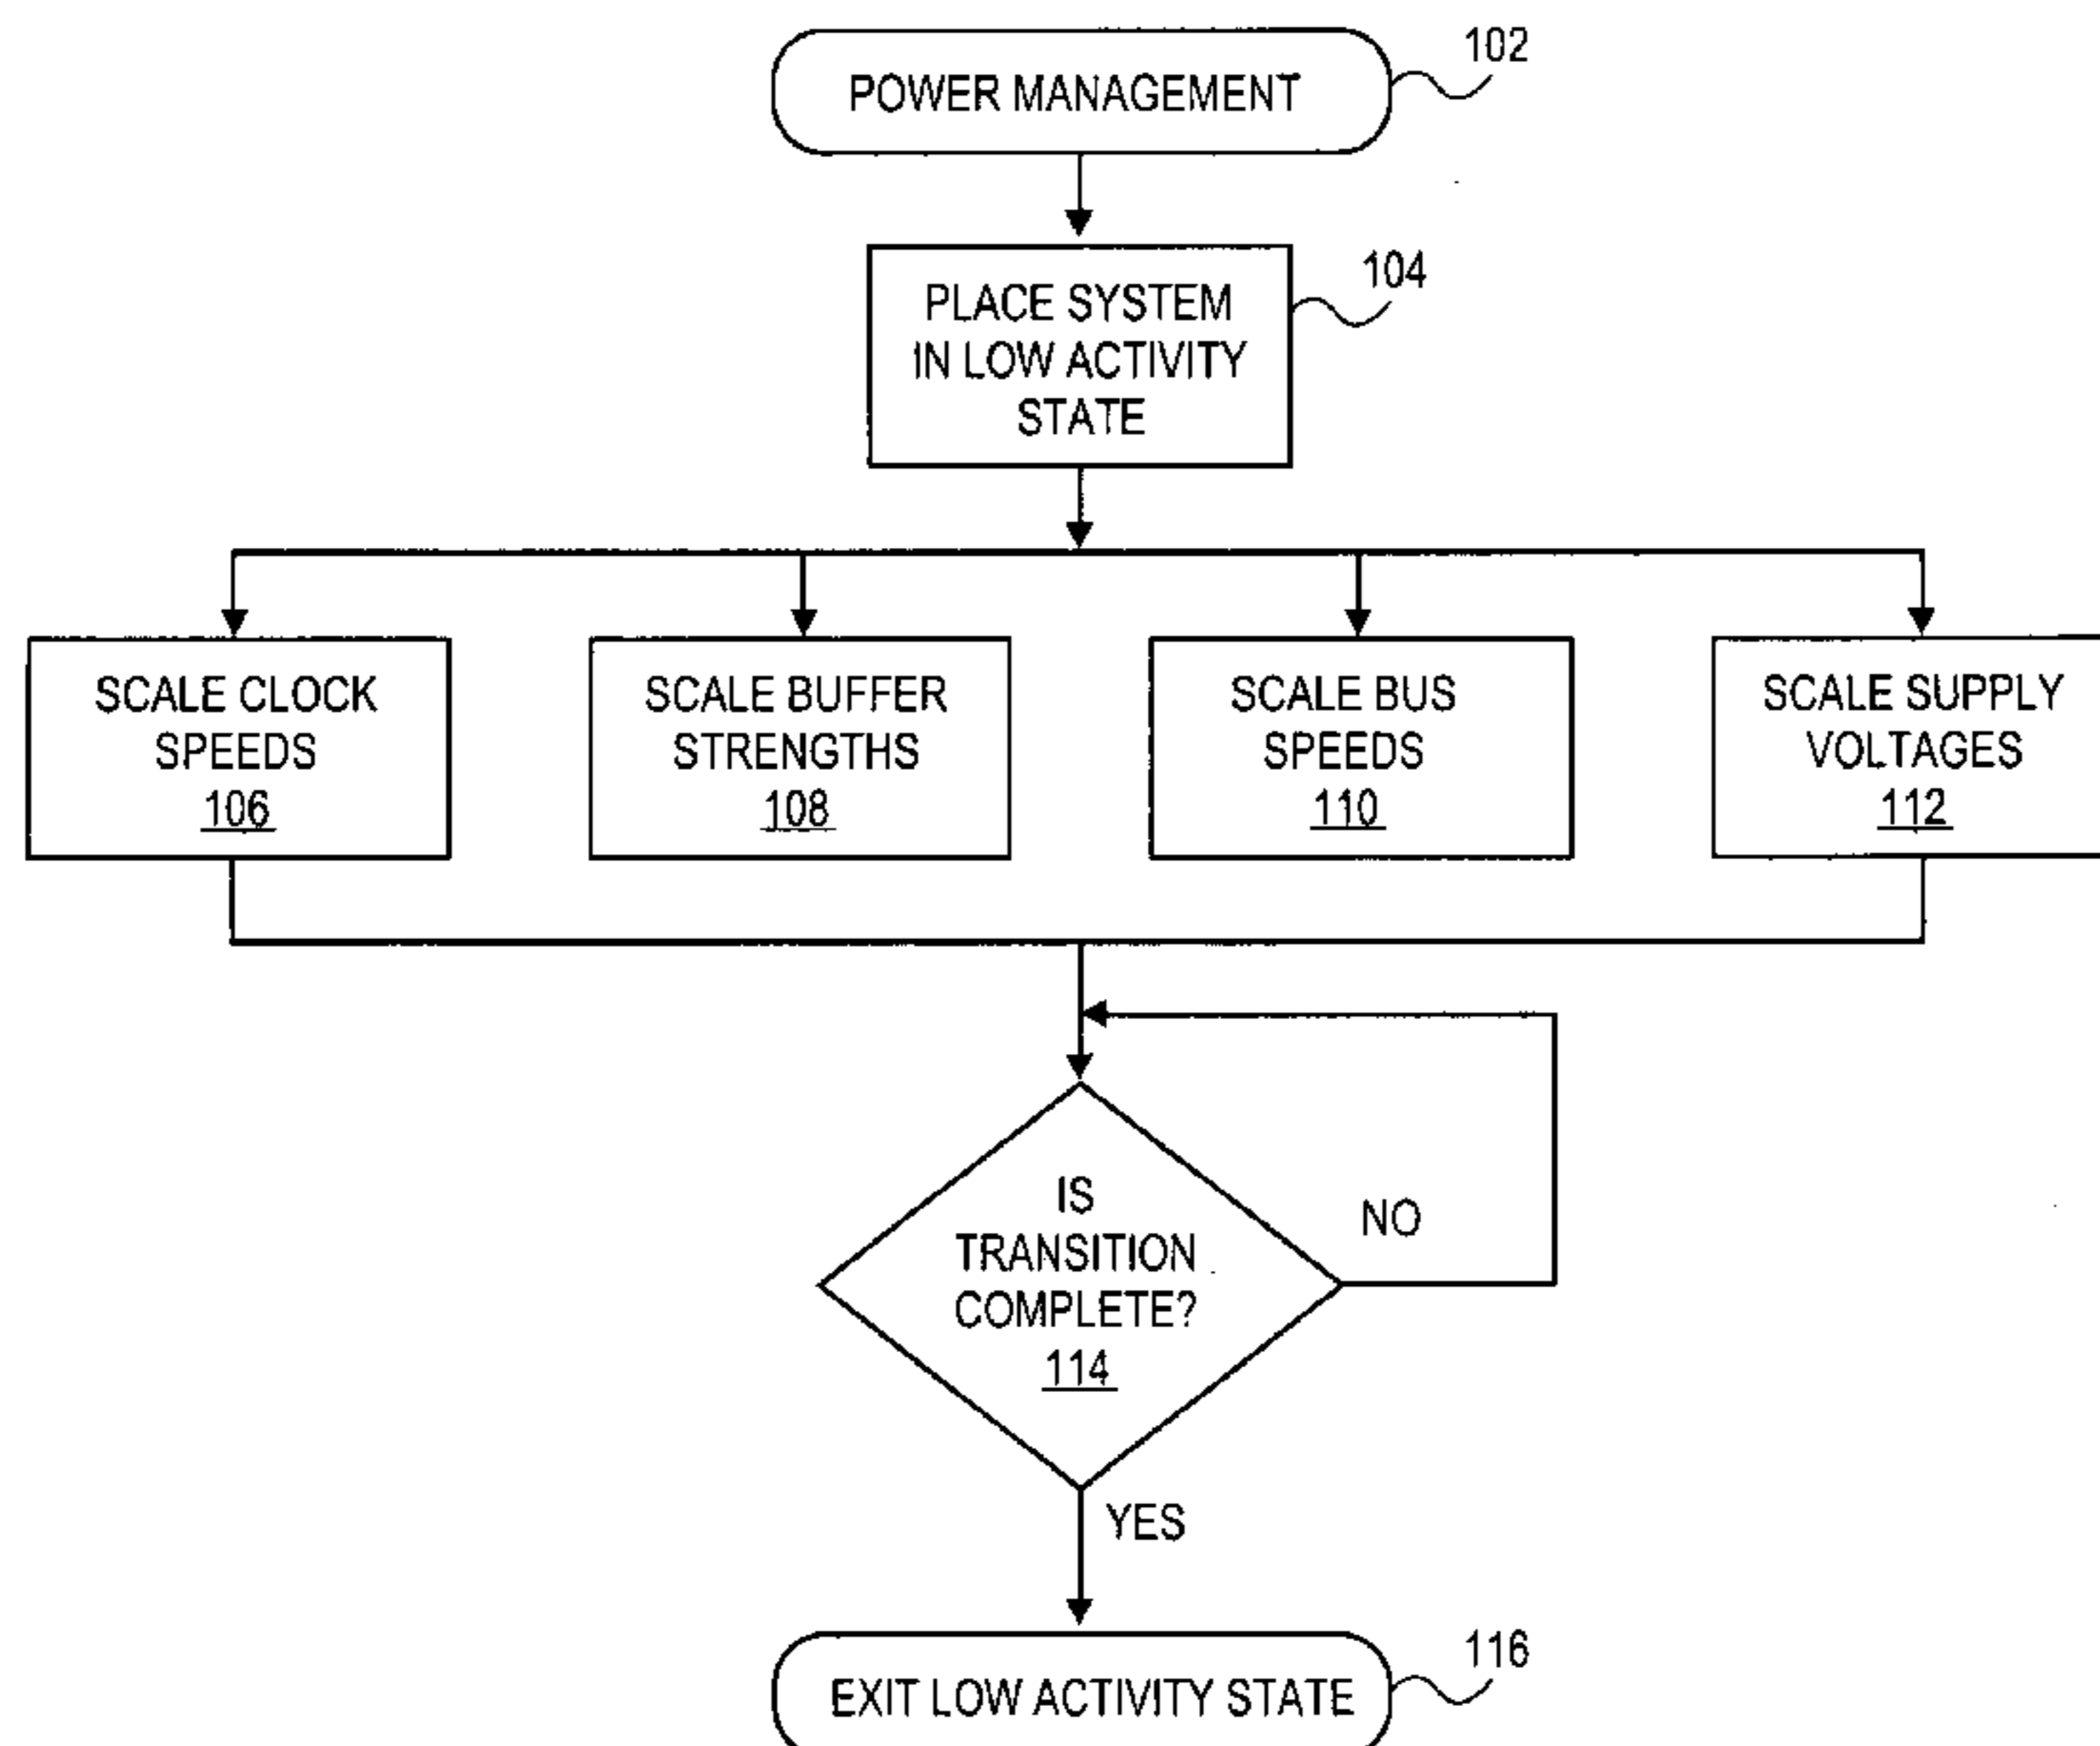 POWER MANAGEMENT
102
PLACE SYSTEM
IN LOW ACTIVITY
STATE
104
SCALE CLOCK
SPEEDS
106
SCALE BUFFER
STRENGTHS
108
SCALE BUS
SPEEDS
110
SCALE SUPPLY
VOLTAGES
112
IS
TRANSITION
COMPLETE?
114
NO
YES
EXIT LOW ACTIVITY STATE
116